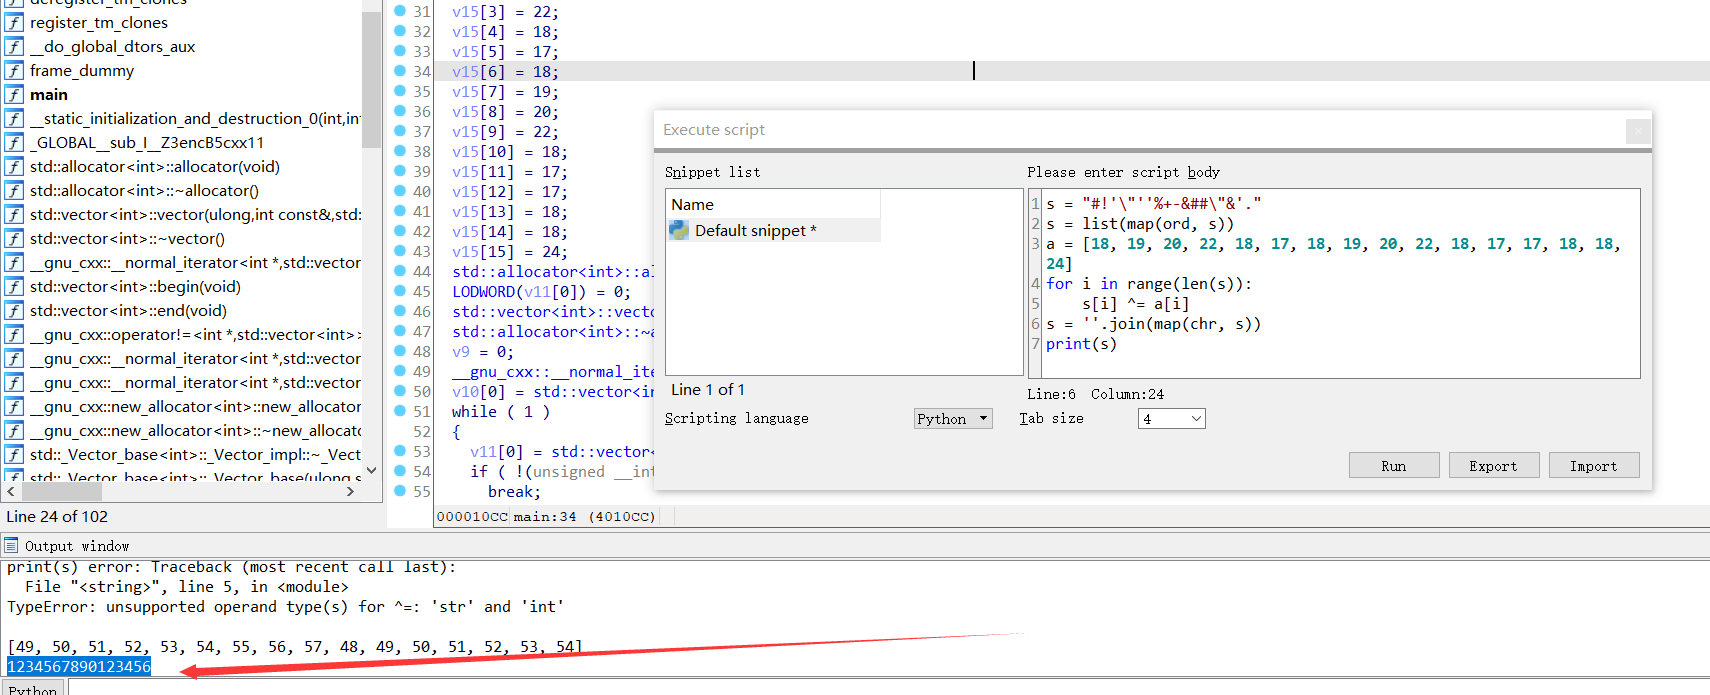 deregister_tm_clones
register_tm_clones
__do_global_dtors_aux
frame_dummy
main
__static_initialization_and_destruction_0(int,int
_GLOBAL__sub_I__Z3encB5cxx11
std::allocator<int>::allocator(void)
std::allocator<int>::~allocator()
std::vector<int>::vector(ulong,int const&,std:
std::vector<int>::~vector()
__gnu_cxx::__normal_iterator<int *,std::vector
std::vector<int>::begin(void)
std::vector<int>::end(void)
__gnu_cxx::operator!=<int *,std::vector<int>>
__gnu_cxx::__normal_iterator<int *,std::vector
__gnu_cxx::__normal_iterator<int *,std::vector
__gnu_cxx::new_allocator<int>::new_allocator
__gnu_cxx::new_allocator<int>::~new_allocato
std::_Vector_base<int>::_Vector_impl::~_Vect
std::_Vector_base<int>::_Vector_base(ulong,s
Line 24 of 102
31 v15[3] = 22;
32 v15[4] = 18;
33 v15[5] = 17;
34 v15[6] = 18;
35 v15[7] = 19;
36 v15[8] = 20;
37 v15[9] = 22;
38 v15[10] = 18;
39 v15[11] = 17;
40 v15[12] = 17;
41 v15[13] = 18;
42 v15[14] = 18;
43 v15[15] = 24;
44 std::allocator<int>::al
45 LODWORD(v11[0]) = 0;
46 std::vector<int>::vecto
47 std::allocator<int>::~a
48 v9 = 0;
49 __gnu_cxx::__normal_ite
50 v10[0] = std::vector<in
51 while ( 1 )
52 {
53 v11[0] = std::vector<
54 if ( !(unsigned __int
55 break;
000010CC main:34 (4010CC)
Execute script
Snippet list
Name
Default snippet *
Line 1 of 1
Scripting language
Python
Please enter script body
1 s = "#!'\"''%+-&##\"&'."
2 s = list(map(ord, s))
3 a = [18, 19, 20, 22, 18, 17, 18, 19, 20, 22, 18, 17, 17, 18, 18,
24]
4 for i in range(len(s)):
5 s[i] ^= a[i]
6 s = ''.join(map(chr, s))
7 print(s)
Line:6 Column:24
Tab size
4
Run
Export
Import
Output window
print(s) error: Traceback (most recent call last):
File "<string>", line 5, in <module>
TypeError: unsupported operand type(s) for ^=: 'str' and 'int'
[49, 50, 51, 52, 53, 54, 55, 56, 57, 48, 49, 50, 51, 52, 53, 54]
1234567890123456
Python